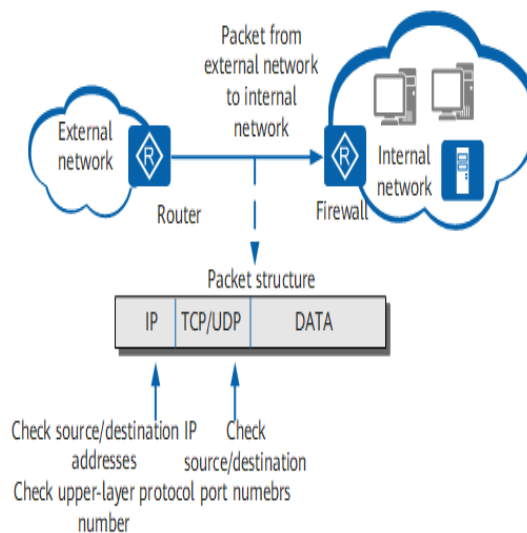 Packet from
external network
to internal
network
External
network
R
R
Internal
network
Router
Firewall
Packet structure
IP TCP/UDP DATA
Check source/destination IP
addresses
Check upper-layer protocol
number
Check
source/destination
port numebrs